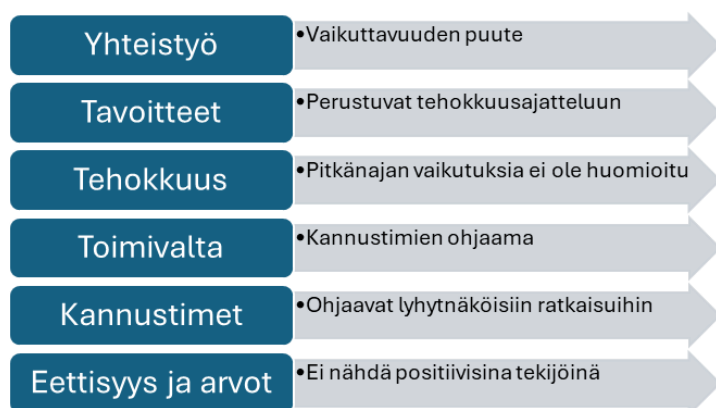 Yhteistyö
•Vaikuttavuuden puute
Tavoitteet
•Perustuvat tehokkuusajatteluun
Tehokkuus
•Pitkänajan vaikutuksia ei ole huomioitu
Toimivalta
•Kannustimien ohjaama
Kannustimet
•Ohjaavat lyhytnäköisiin ratkaisuihin
Eettisyys ja arvot
•Ei nähdä positiivisina tekijöinä